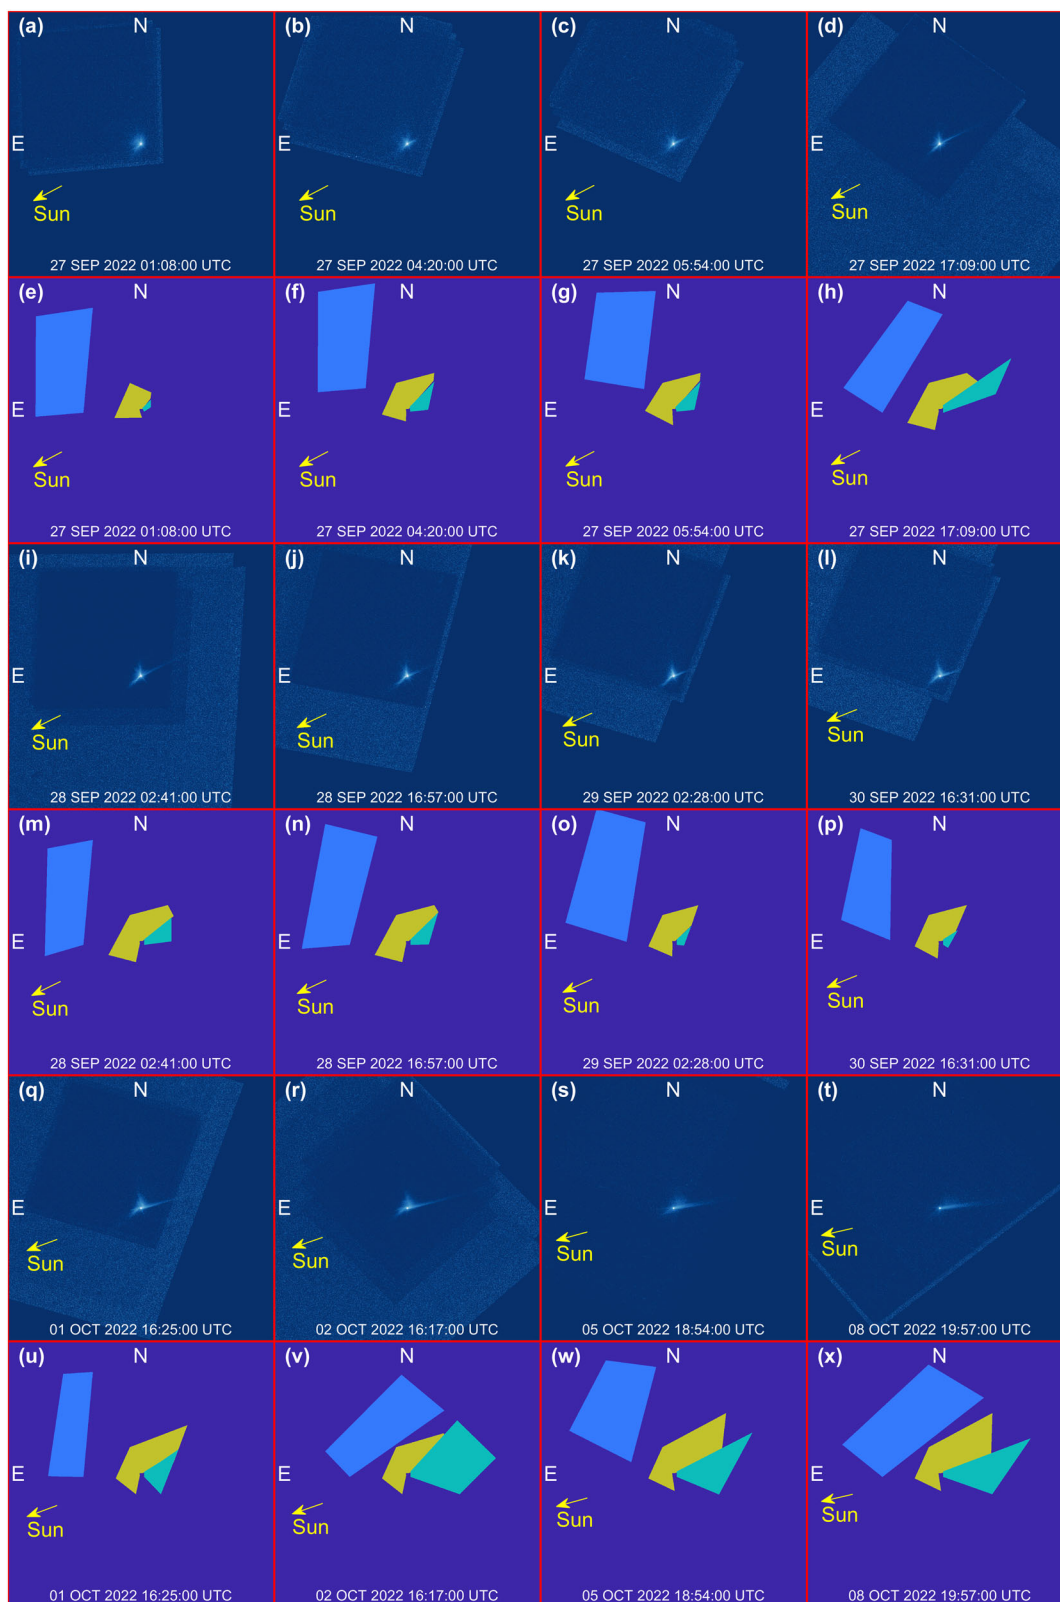 (a) N (b) N (c) N (d) N
E E E E
Sun Sun Sun Sun
27 SEP 2022 01:08:00 UTC 27 SEP 2022 04:20:00 UTC 27 SEP 2022 05:54:00 UTC 27 SEP 2022 17:09:00 UTC
(e) N (f) N (g) N (h) N
E E E E
Sun Sun Sun Sun
27 SEP 2022 01:08:00 UTC 27 SEP 2022 04:20:00 UTC 27 SEP 2022 05:54:00 UTC 27 SEP 2022 17:09:00 UTC
(i) N (j) N (k) N (l) N
E E E E
Sun Sun Sun Sun
28 SEP 2022 02:41:00 UTC 28 SEP 2022 16:57:00 UTC 29 SEP 2022 02:28:00 UTC 30 SEP 2022 16:31:00 UTC
(m) N (n) N (o) N (p) N
E E E E
Sun Sun Sun Sun
28 SEP 2022 02:41:00 UTC 28 SEP 2022 16:57:00 UTC 29 SEP 2022 02:28:00 UTC 30 SEP 2022 16:31:00 UTC
(q) N (r) N (s) N (t) N
E E E E
Sun Sun Sun Sun
01 OCT 2022 16:25:00 UTC 02 OCT 2022 16:17:00 UTC 05 OCT 2022 18:54:00 UTC 08 OCT 2022 19:57:00 UTC
(u) N (v) N (w) N (x) N
E E E E
Sun Sun Sun Sun
01 OCT 2022 16:25:00 UTC 02 OCT 2022 16:17:00 UTC 05 OCT 2022 18:54:00 UTC 08 OCT 2022 19:57:00 UTC